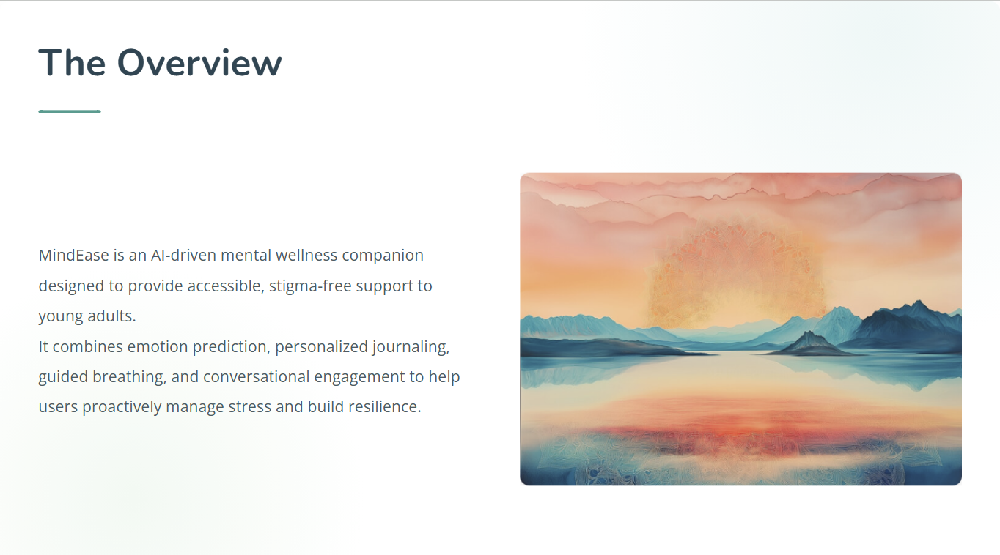 The Overview
MindEase is an AI-driven mental wellness companion
designed to provide accessible, stigma-free support to
young adults.
It combines emotion prediction, personalized journaling,
guided breathing, and conversational engagement to help
users proactively manage stress and build resilience.